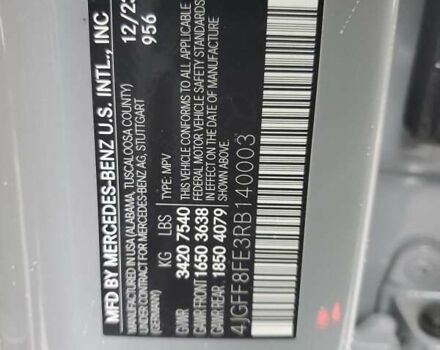 MFD BY MERCEDES-BENZ U.S. INTL., INC
MANUFACTURED IN USA (ALABAMA, TUSCALOOSA COUNTY)
UNDER CONTRACT FOR MERCEDES-BENZ AG, STUTTGART
(GERMANY)
12/23
956
KG LBS
GVWR 3420 7540
GAWR FRONT 1650 3638
GAWR REAR 1850 4079
TYPE: MPV
THIS VEHICLE CONFORMS TO ALL APPLICABLE
FEDERAL MOTOR VEHICLE SAFETY STANDARDS
IN EFFECT ON THE DATE OF MANUFACTURE
SHOWN ABOVE.
4JGFF8FE3RB140003